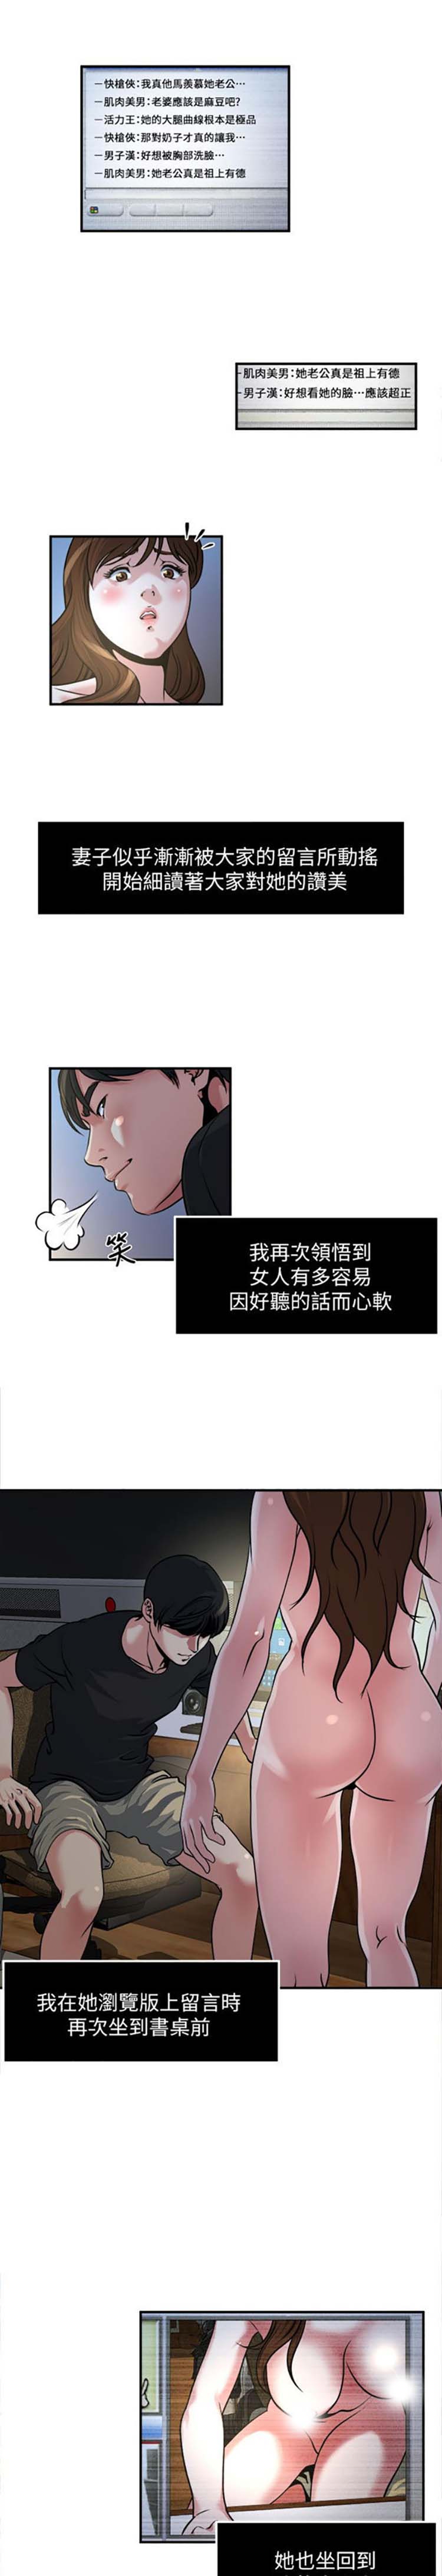 －快槍俠：我真他馬羨慕她老公…
－肌肉美男：老婆應該是麻豆吧?
－活力王：她的大腿曲線根本是極品
－快槍俠：那對奶子才真的讓我…
－男子漢：好想被胸部洗臉…
－肌肉美男：她老公真是祖上有德
－肌肉美男：她老公真是祖上有德
－男子漢：好想看她的臉…應該超正
妻子似乎漸漸被大家的留言所動搖
開始細讀著大家對她的讚美
笑
我再次領悟到
女人有多容易
因好聽的話而心軟
我在她瀏覽版上留言時
再次坐到書桌前
她也坐回到